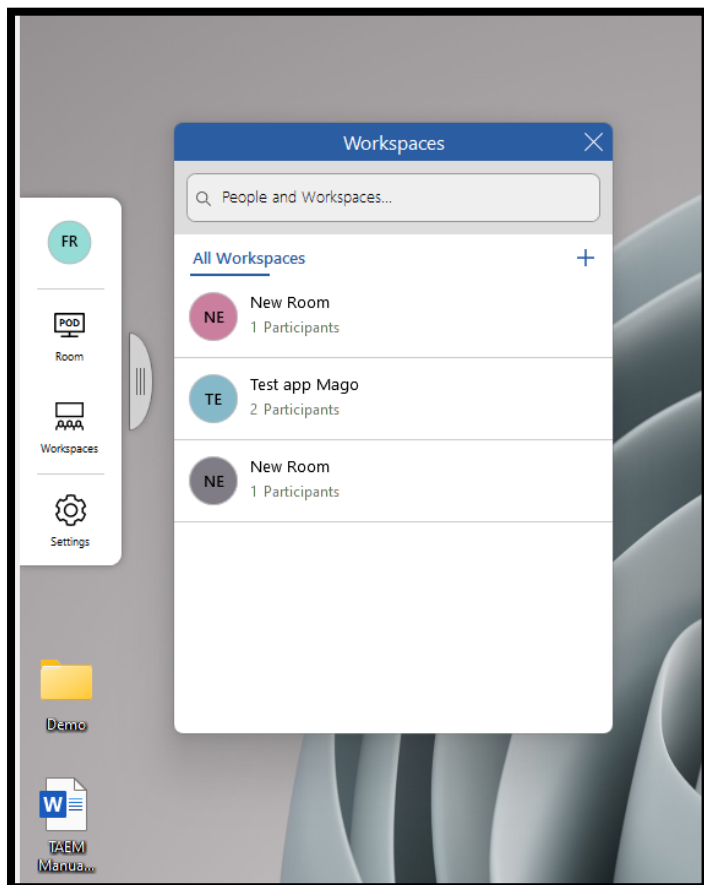 Workspaces
People and Workspaces...
All Workspaces
NE
New Room
1 Participants
TE
Test app Mago
2 Participants
NE
New Room
1 Participants
FR
POD
Room
Workspaces
Settings
Demo
W
TAEM
Manua...